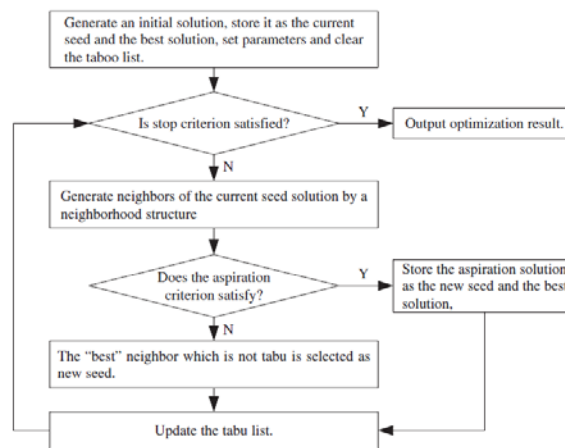 Generate an initial solution, store it as the current
seed and the best solution, set parameters and clear
the taboo list.
Is stop criterion satisfied?
Y
Output optimization result.
N
Generate neighbors of the current seed solution by a
neighborhood structure
Does the aspiration
criterion satisfy?
Y
Store the aspiration solution
as the new seed and the best
solution,
N
The “best” neighbor which is not tabu is selected as
new seed.
Update the tabu list.